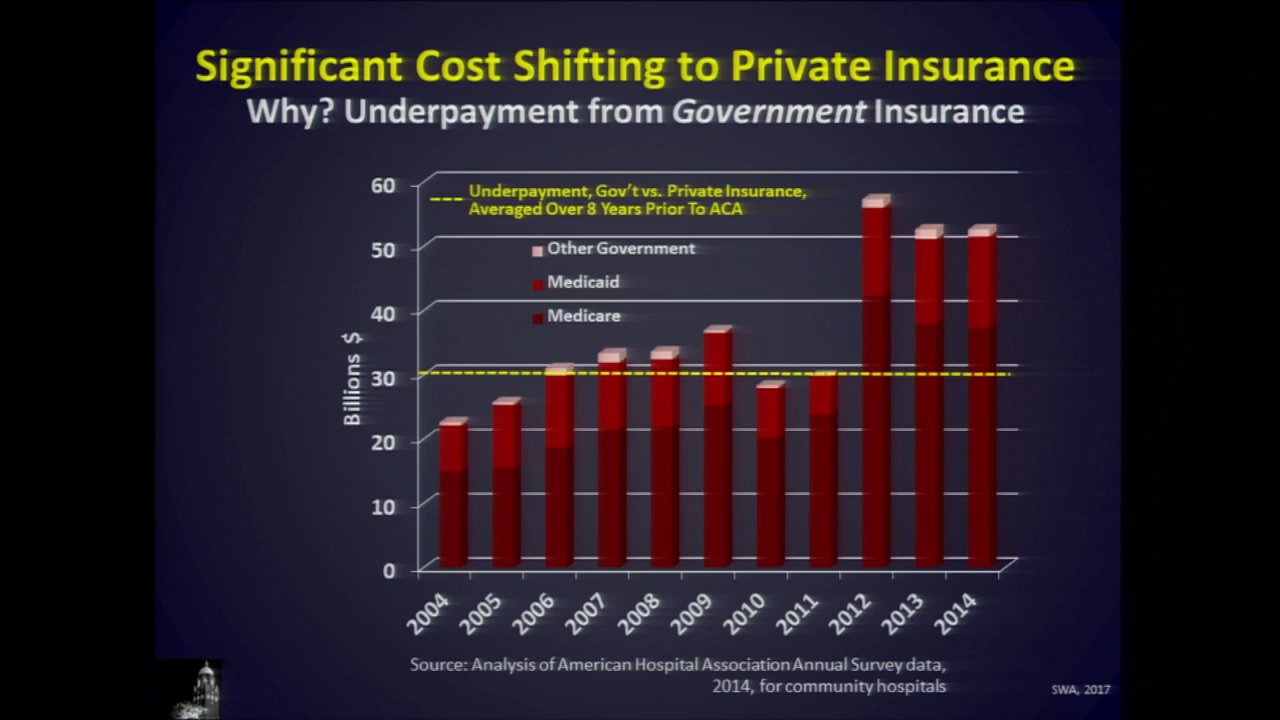 Significant Cost Shifting to Private Insurance
Why? Underpayment from Government Insurance
Underpayment, Gov't vs. Private Insurance,
Averaged Over 8 Years Prior To ACA
Other Government
Medicaid
Medicare
Billions $
60
50
40
30
20
10
0
2004
2005
2006
2007
2008
2009
2010
2011
2012
2013
2014
Source: Analysis of American Hospital Association Annual Survey data,
2014, for community hospitals
SWA, 2017